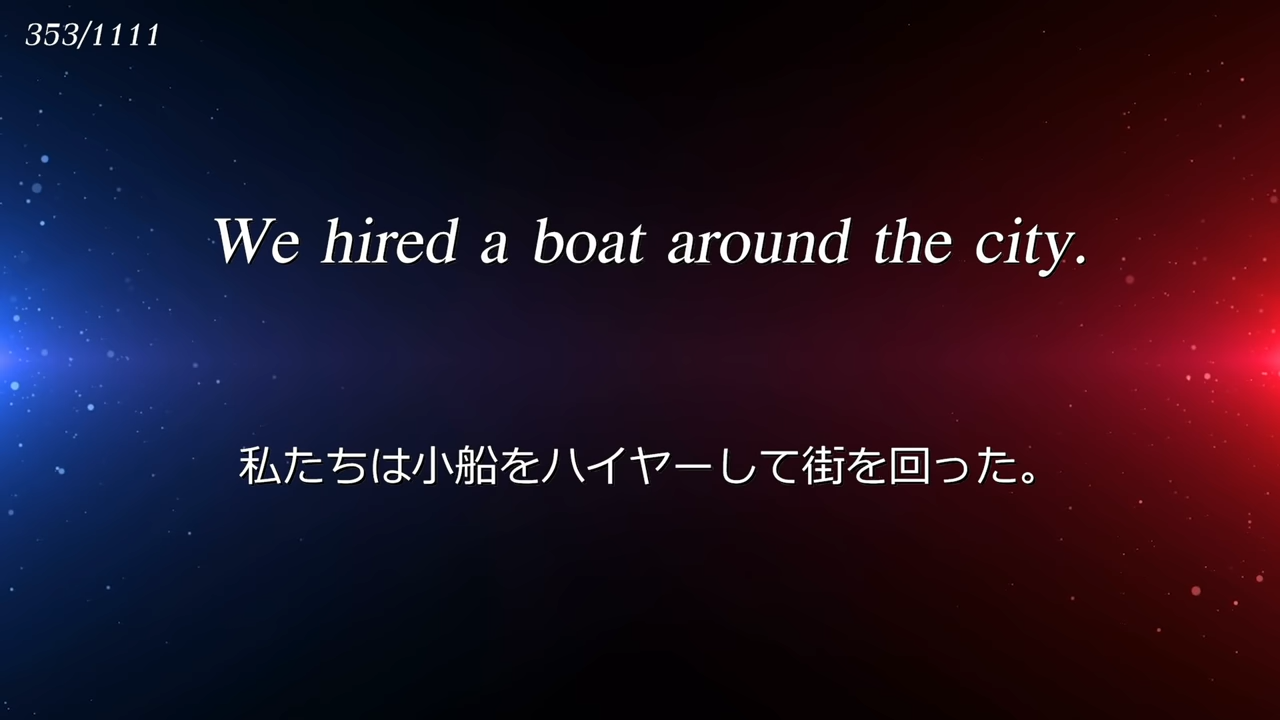 353/1111
We hired a boat around the city.
私たちは小船をハイヤーして街を回った。